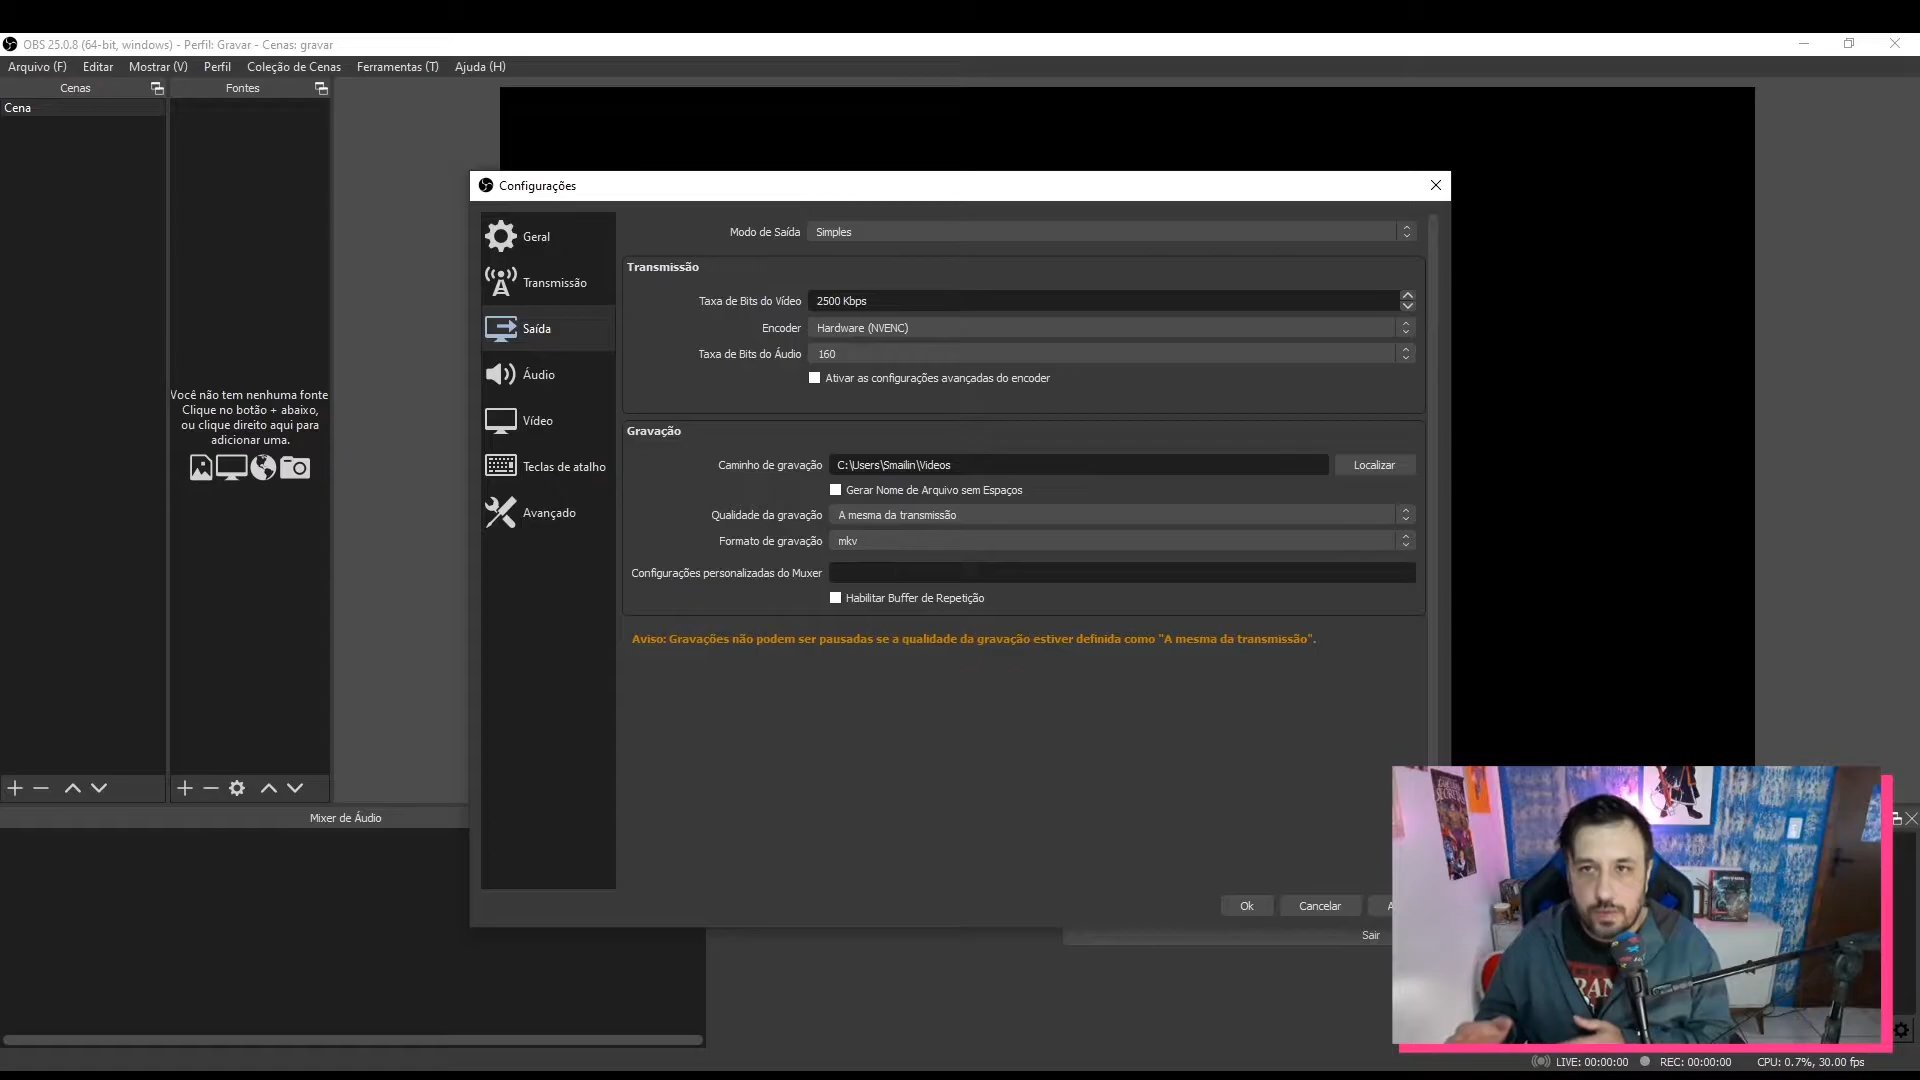 OBS 25.0.8 (64-bit, windows) - Perfil: Gravar - Cenas: gravar
Arquivo (F) Editar Mostrar (V) Perfil Coleção de Cenas Ferramentas (T) Ajuda (H)
Cenas
Fontes
Cena
Você não tem nenhuma fonte
Clique no botão + abaixo,
ou clique direito aqui para
adicionar uma.
Configurações
Geral
Transmissão
Saída
Áudio
Vídeo
Teclas de atalho
Avançado
Modo de Saída Simples
Transmissão
Taxa de Bits do Vídeo 2500 Kbps
Encoder Hardware (NVENC)
Taxa de Bits do Áudio 160
Ativar as configurações avançadas do encoder
Gravação
Caminho de gravação C:\Users\Smailin\Videos Localizar
Gerar Nome de Arquivo sem Espaços
Qualidade da gravação A mesma da transmissão
Formato de gravação mkv
Configurações personalizadas do Muxer
Habilitar Buffer de Repetição
Aviso: Gravações não podem ser pausadas se a qualidade da gravação estiver definida como "A mesma da transmissão".
Ok Cancelar A
Mixer de Áudio
Sair
LIVE: 00:00:00 REC: 00:00:00 CPU: 0.7%, 30.00 fps